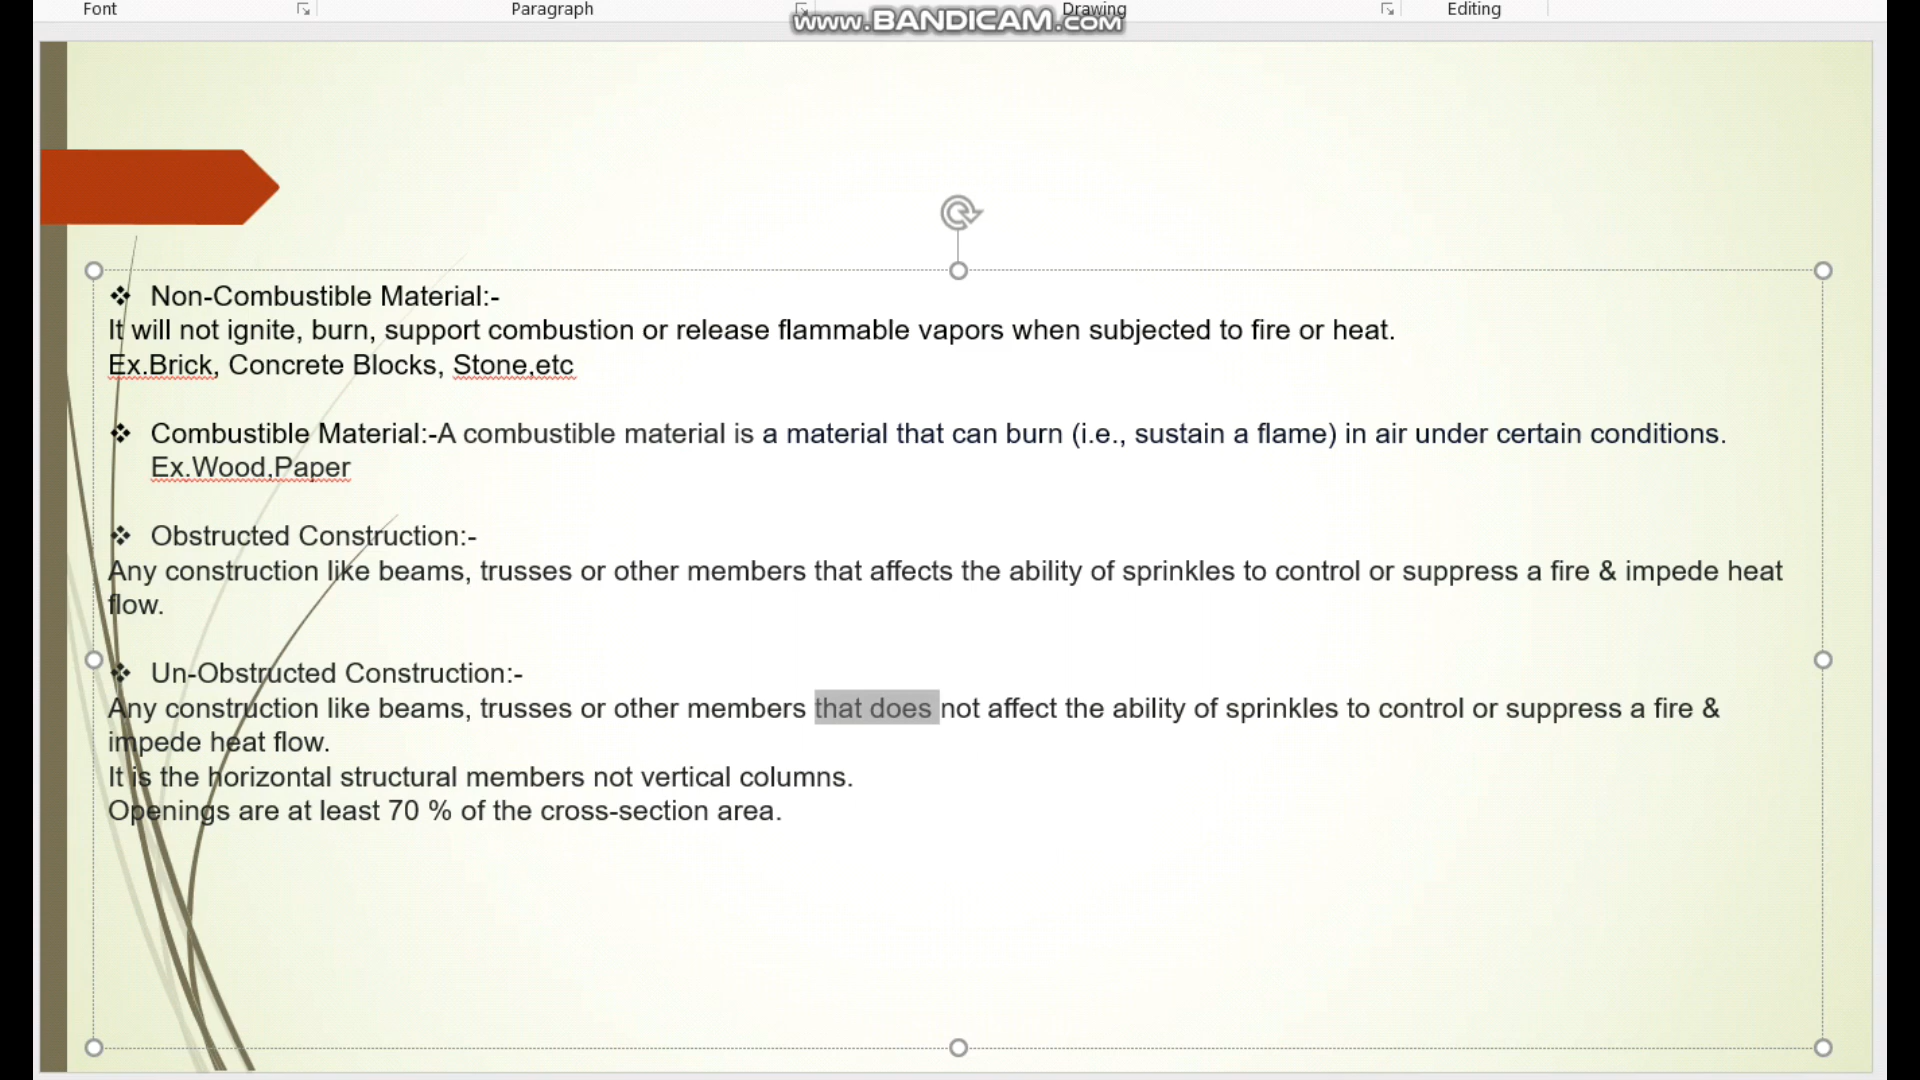 Font
Paragraph
Drawing
Editing
www.BANDICAM.com
❖ Non-Combustible Material:-
It will not ignite, burn, support combustion or release flammable vapors when subjected to fire or heat.
Ex.Brick, Concrete Blocks, Stone,etc
❖ Combustible Material:-A combustible material is a material that can burn (i.e., sustain a flame) in air under certain conditions.
Ex.Wood,Paper
❖ Obstructed Construction:-
Any construction like beams, trusses or other members that affects the ability of sprinkles to control or suppress a fire & impede heat
flow.
❖ Un-Obstructed Construction:-
Any construction like beams, trusses or other members that does not affect the ability of sprinkles to control or suppress a fire &
impede heat flow.
It is the horizontal structural members not vertical columns.
Openings are at least 70 % of the cross-section area.